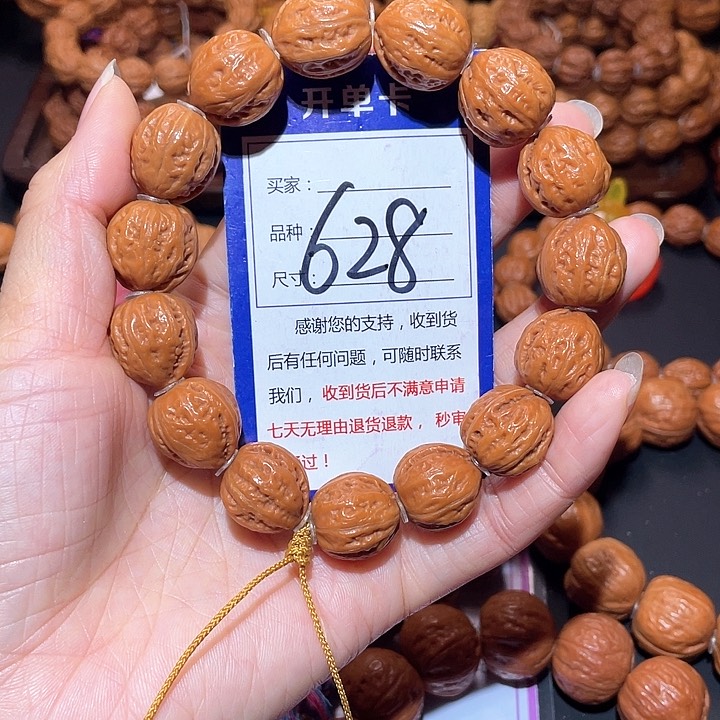 开单卡
买家：
品种：
尺寸：
628
感谢您的支持，收到货
后有任何问题，可随时联系
我们，收到货后不满意申请
七天无理由退货退款，秒审
过！